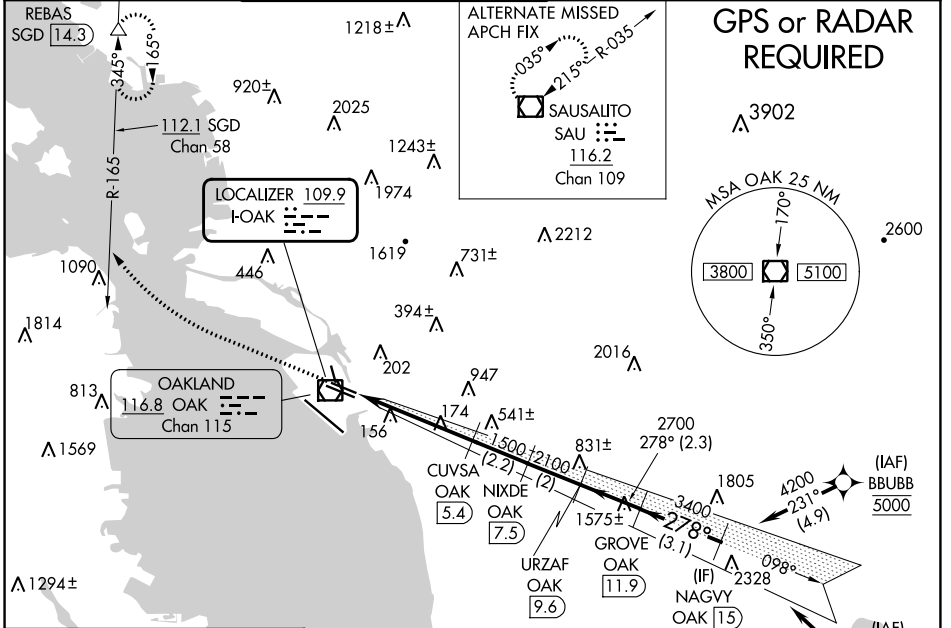 REBAS
SGD 14.3
345°
165°
112.1 SGD
Chan 58
R-165
1218±
920±
2025
1243±
1974
ALTERNATE MISSED
APCH FIX
035°
215°
R-035
SAUSALITO
SAU
116.2
Chan 109
GPS or RADAR
REQUIRED
3902
MSA OAK 25 NM
170°
3800
5100
350°
2600
LOCALIZER 109.9
I-OAK
1619
2212
731±
446
1090
394±
1814
202
2016
OAKLAND
116.8 OAK
Chan 115
813
947
156
174
541±
1569
831±
2700
278° (2.3)
1500
2100
(2.2)
(2)
CUVSA
OAK
5.4
NIXDE
OAK
7.5
1575±
3400
1805
4200
231°
(4.9)
(IAF)
BBUBB
5000
278°
(3.1)
098°
URZAF
OAK
9.6
GROVE
OAK
11.9
(IF)
NAGVY
OAK 15
2328
1294±
(IAF)